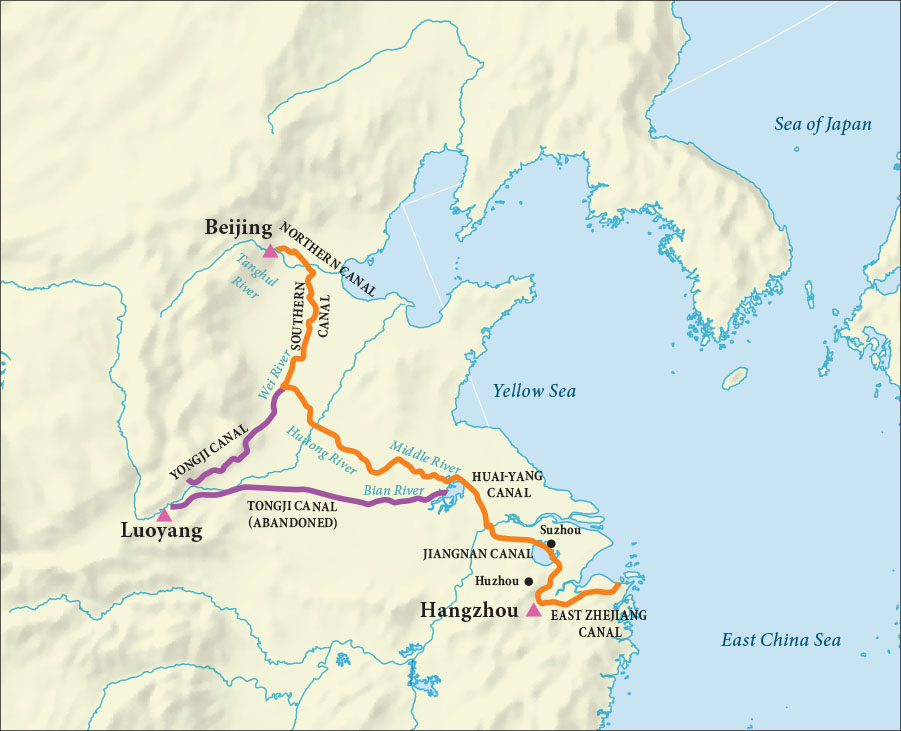 Sea of Japan
Beijing
NORTHERN CANAL
Tanghul
River
SOUTHERN
CANAL
Wei River
Yellow Sea
YONGJI CANAL
Huitong River
Middle River
Bian River
HUAI-YANG
CANAL
TONGJI CANAL
(ABANDONED)
Luoyang
Suzhou
JIANGNAN CANAL
Huzhou
Hangzhou
EAST ZHEJIANG
CANAL
East China Sea